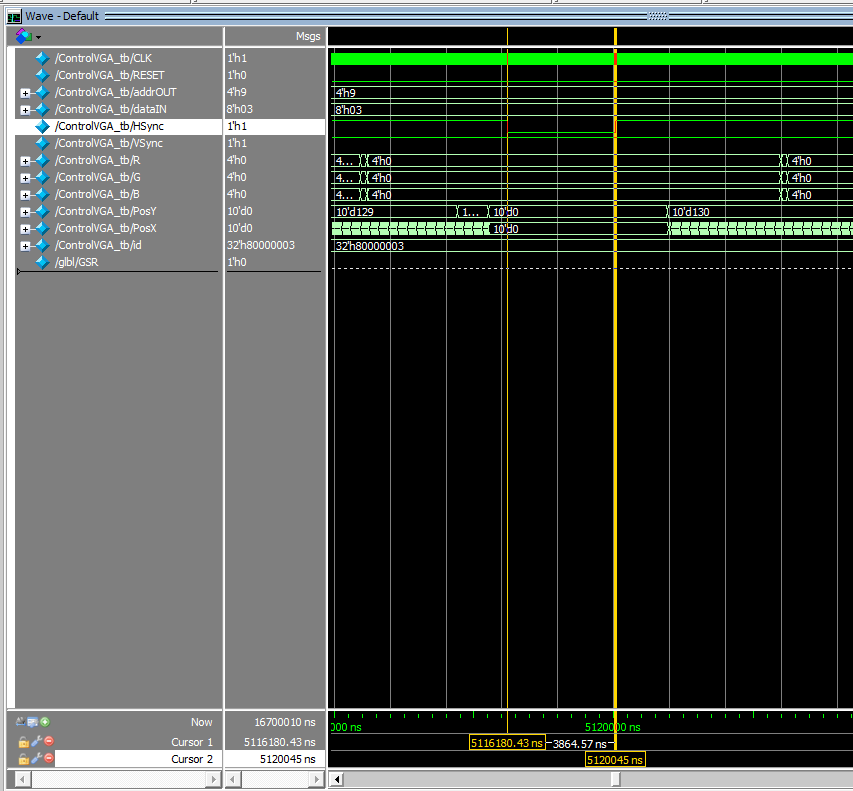 Wave - Default
Msgs
/ControlVGA_tb/CLK 1'h1
/ControlVGA_tb/RESET 1'h0
/ControlVGA_tb/addrOUT 4'h9 4'h9
/ControlVGA_tb/dataIN 8'h03 8'h03
/ControlVGA_tb/HSync 1'h1
/ControlVGA_tb/VSync 1'h1
/ControlVGA_tb/R 4'h0 4... 4'h0 4'h0
/ControlVGA_tb/G 4'h0 4... 4'h0 4'h0
/ControlVGA_tb/B 4'h0 4... 4'h0 4'h0
/ControlVGA_tb/PosY 10'd0 10'd129 1... 10'd0 10'd130
/ControlVGA_tb/PosX 10'd0 10'd0
/ControlVGA_tb/id 32'h80000003 32'h80000003
/glbl/GSR 1'h0
Now 16700010 ns 000 ns 5120000 ns
Cursor 1 5116180.43 ns 5116180.43 ns 3864.57 ns
Cursor 2 5120045 ns 5120045 ns